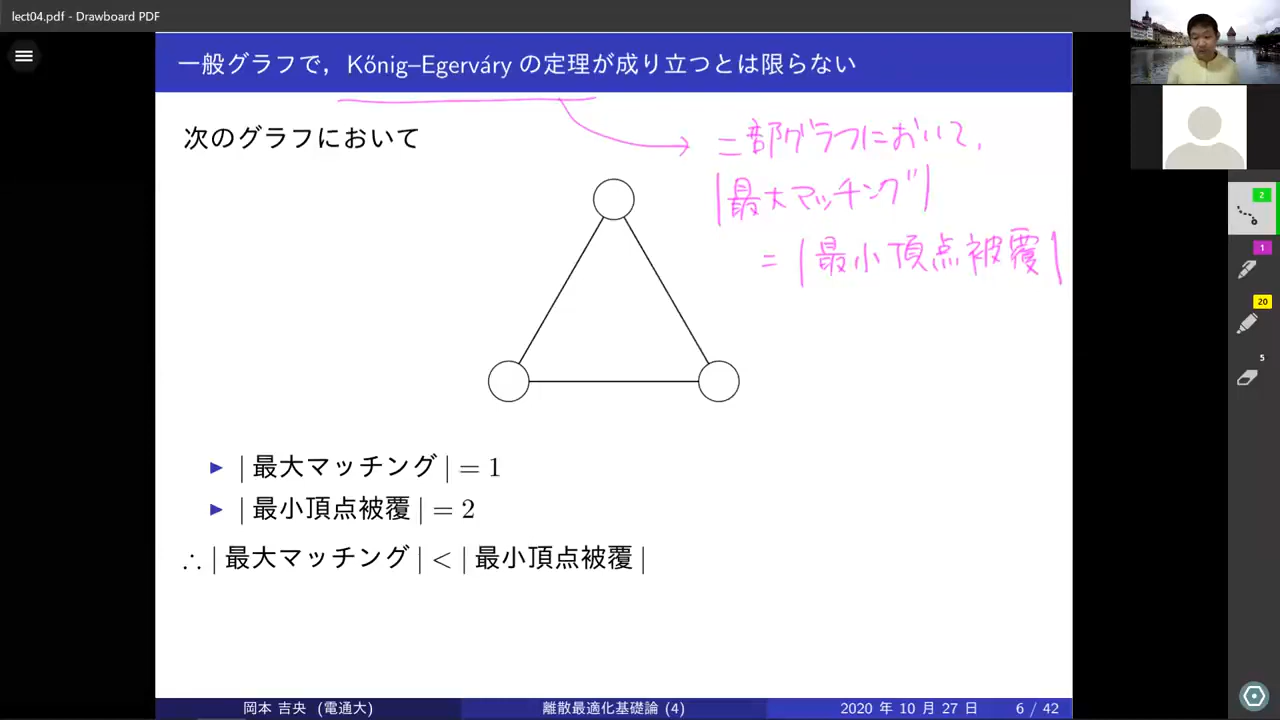 lect04.pdf - Drawboard PDF
一般グラフで，Kőnig–Egerváry の定理が成り立つとは限らない
次のグラフにおいて
二部グラフにおいて,
|最大マッチング|
= |最小頂点被覆|
▶ | 最大マッチング | = 1
▶ | 最小頂点被覆 | = 2
∴ | 最大マッチング | < | 最小頂点被覆 |
岡本 吉央 (電通大)
離散最適化基礎論 (4)
2020 年 10 月 27 日
6 / 42
2
1
20
5